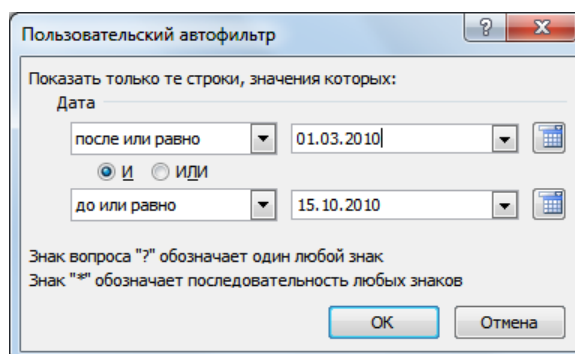 Пользовательский автофильтр
Показать только те строки, значения которых:
Дата
после или равно 01.03.2010
И ИЛИ
до или равно 15.10.2010
Знак вопроса "?" обозначает один любой знак
Знак "*" обозначает последовательность любых знаков
ОК Отмена